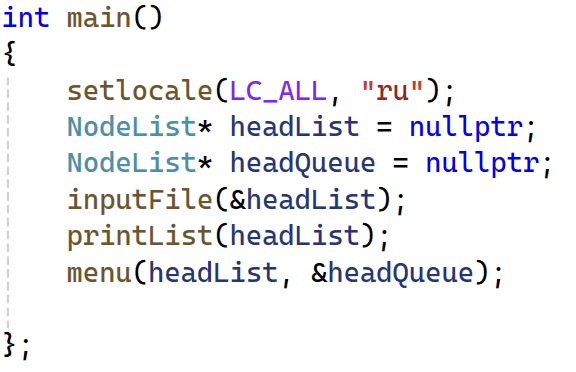 int main()
{
    setlocale(LC_ALL, "ru");
    NodeList* headList = nullptr;
    NodeList* headQueue = nullptr;
    inputFile(&headList);
    printList(headList);
    menu(headList, &headQueue);
};